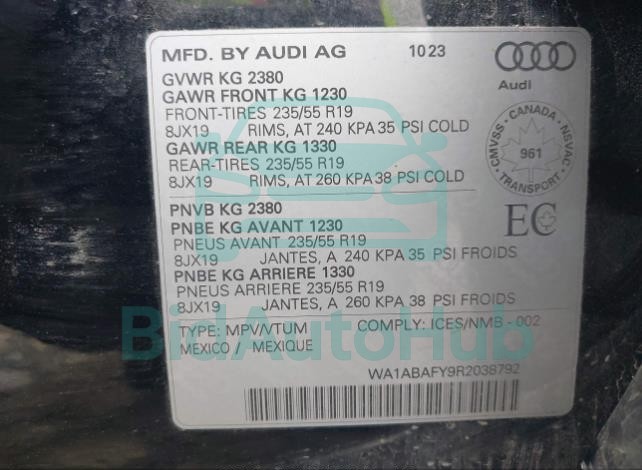 MFD. BY AUDI AG 10 23
Audi
GVWR KG 2380
GAWR FRONT KG 1230
FRONT-TIRES 235/55 R19
8JX19 RIMS, AT 240 KPA 35 PSI COLD
GAWR REAR KG 1330
REAR-TIRES 235/55 R19
8JX19 RIMS, AT 260 KPA 38 PSI COLD
CMVSS - CANADA - NSVAC
961
TRANSPORT
PNVB KG 2380
PNBE KG AVANT 1230
PNEUS AVANT 235/55 R19
8JX19 JANTES, A 240 KPA 35 PSI FROIDS
PNBE KG ARRIERE 1330
PNEUS ARRIERE 235/55 R19
8JX19 JANTES, A 260 KPA 38 PSI FROIDS
EC
TYPE: MPV/VTUM COMPLY: ICES/NMB - 002
MEXICO / MEXIQUE
BidAutoHub
WA1ABAFY9R2038792